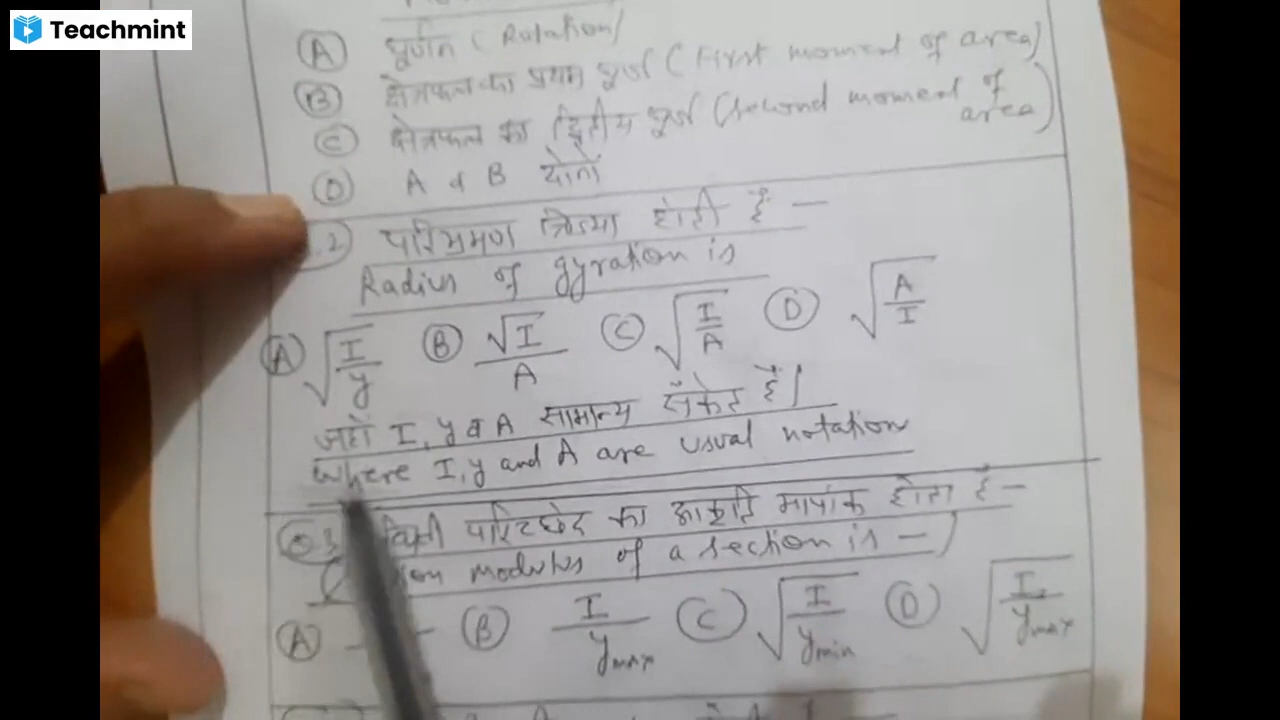 Teachmint
(A) घूर्णन (Rotation)
(B) क्षेत्रफल का प्रथम घूर्ण (First moment of area)
(C) क्षेत्रफल का द्वितीय घूर्ण (second moment of area)
(D) A व B दोनों
.2) परिभ्रमण त्रिज्या होती है —
Radius of gyration is
(A) √(I/y) (B) √I/A (C) √(I/A) (D) √(A/I)
जहाँ I, y व A सामान्य संकेत हैं।
where I, y and A are usual notation
Q.3 किसी परिच्छेद का आकृति मापांक होता है —
modulus of a section is —)
(A) (B) I/ymax (C) √(I/ymin) (D) √(I/ymax)